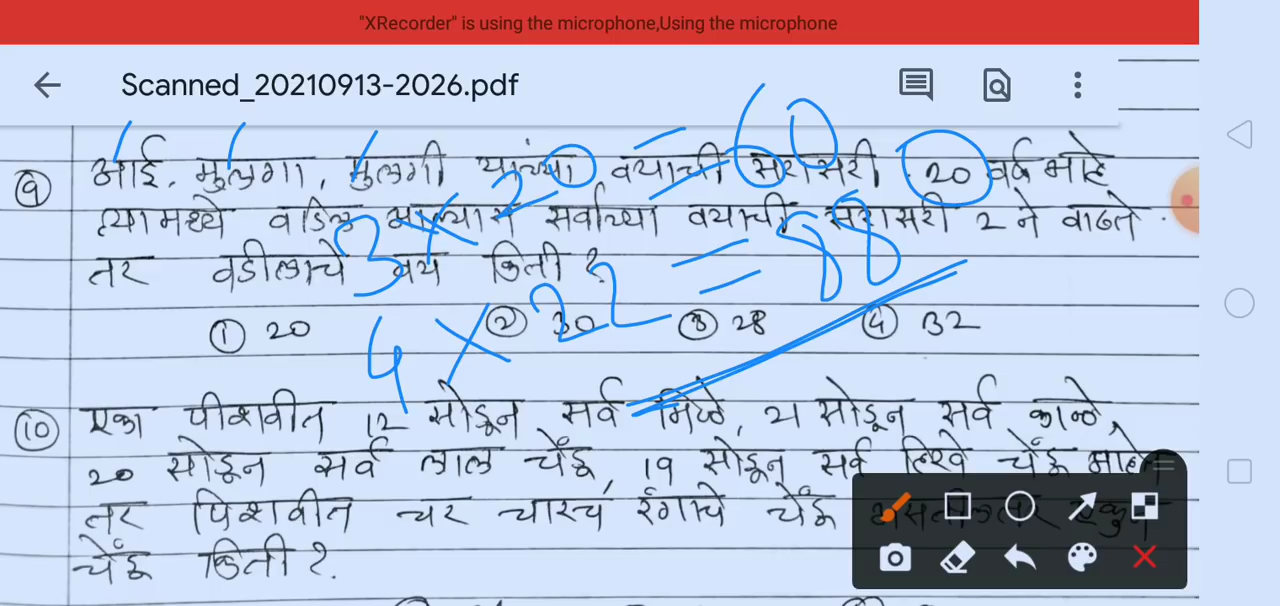 "XRecorder" is using the microphone,Using the microphone
Scanned_20210913-2026.pdf
⑨ आई, मुलगा, मुलगी यांच्या वयाची सरासरी 20 वर्षे आहे
त्यामध्ये वडिल आल्यास सर्वांच्या वयाची सरासरी 2 ने वाढते.
तर वडीलाचे वय किती?
① 20 ② 30 ③ 28 ④ 32
3 x 20 = 60
4 x 22 = 88
⑩ एका पीशवीत 12 सोडून सर्व निळे, 21 सोडून सर्व काळे,
20 सोडून सर्व लाल चेंडू, 19 सोडून सर्व हिरवे चेंडू आहेत
तर पिशवीत चार रंगाचे चेंडू
चेंडू किती?